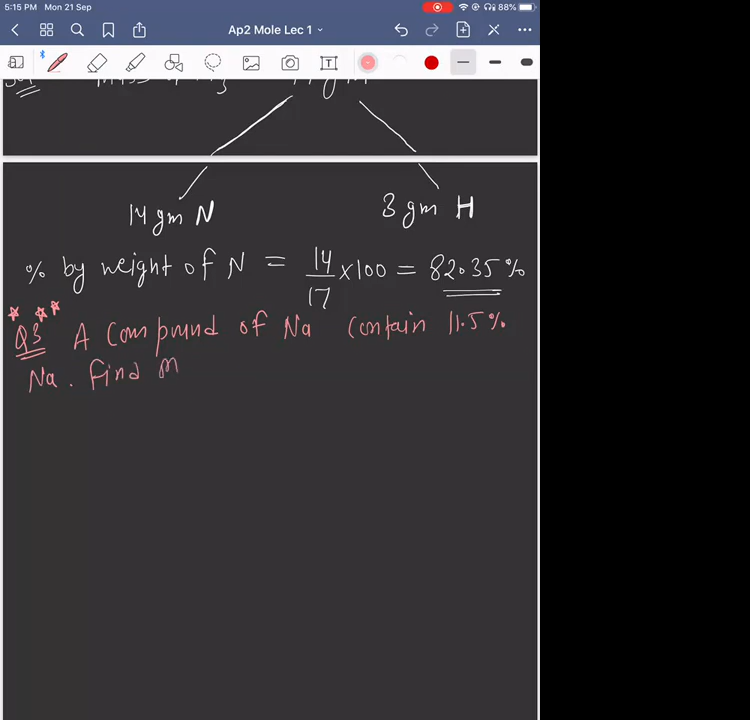 5:15 PM Mon 21 Sep 88%
Ap2 Mole Lec 1
T
14 gm N 3 gm H
% by weight of N = 14/17 × 100 = 82.35 %
Q3 A Compound of Na Contain 11.5%
Na. Find m